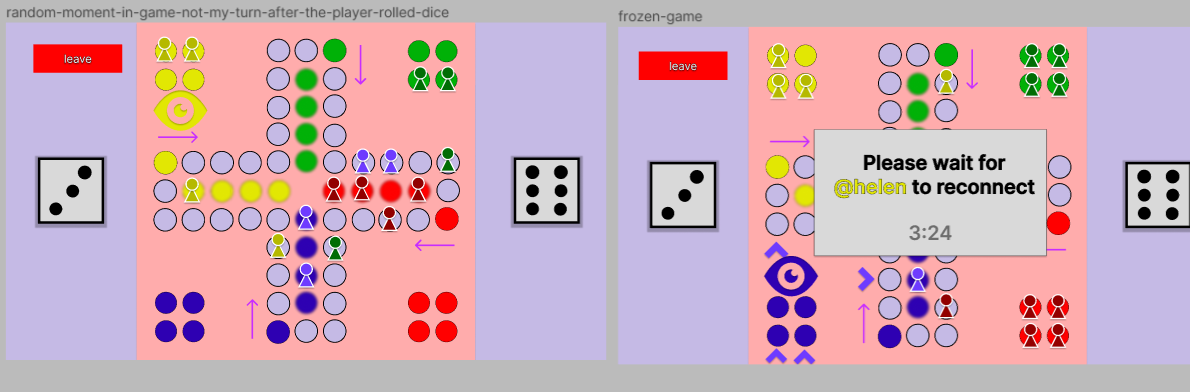 random-moment-in-game-not-my-turn-after-the-player-rolled-dice
leave
frozen-game
leave
Please wait for
@helen to reconnect
3:24